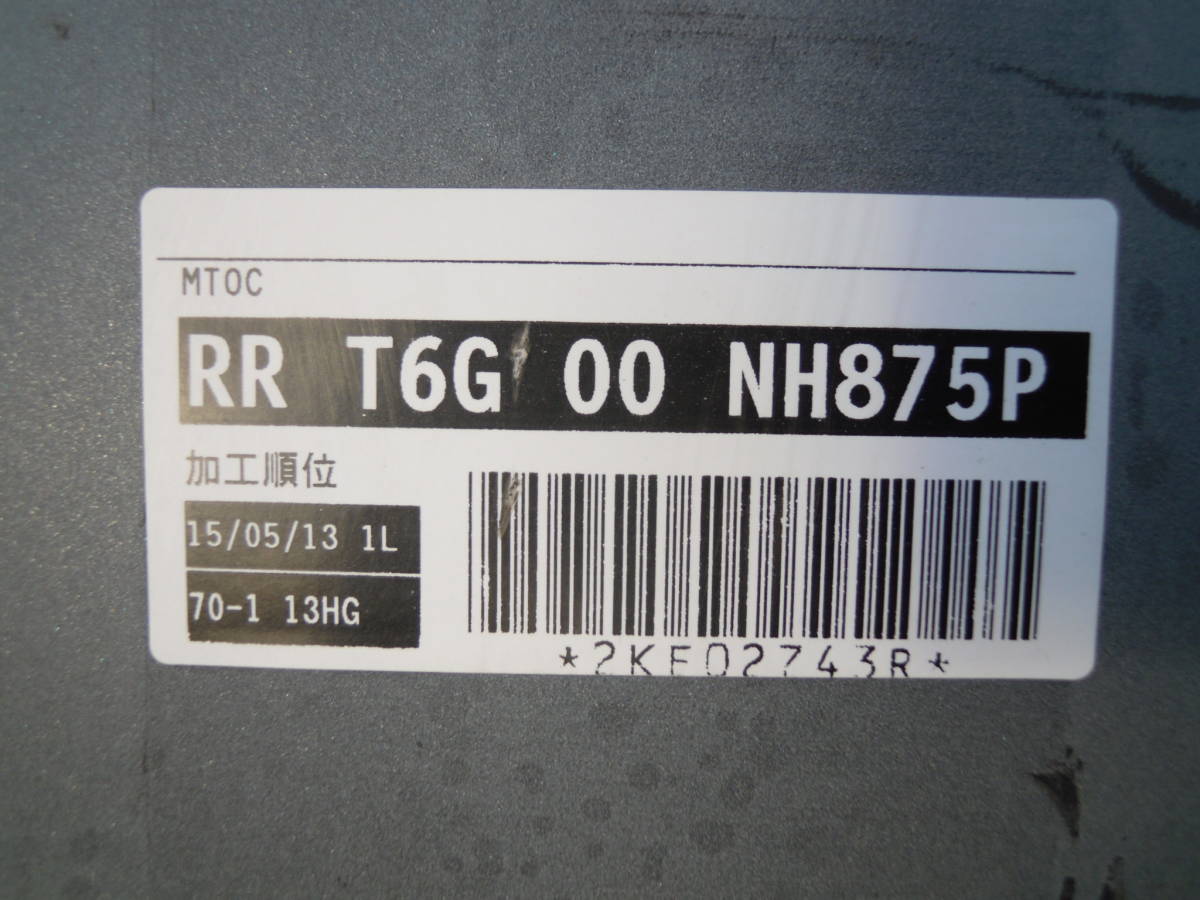 MTOC
RR T6G 00 NH875P
加工順位
15/05/13 1L
70-1 13HG
*2KE02743R*